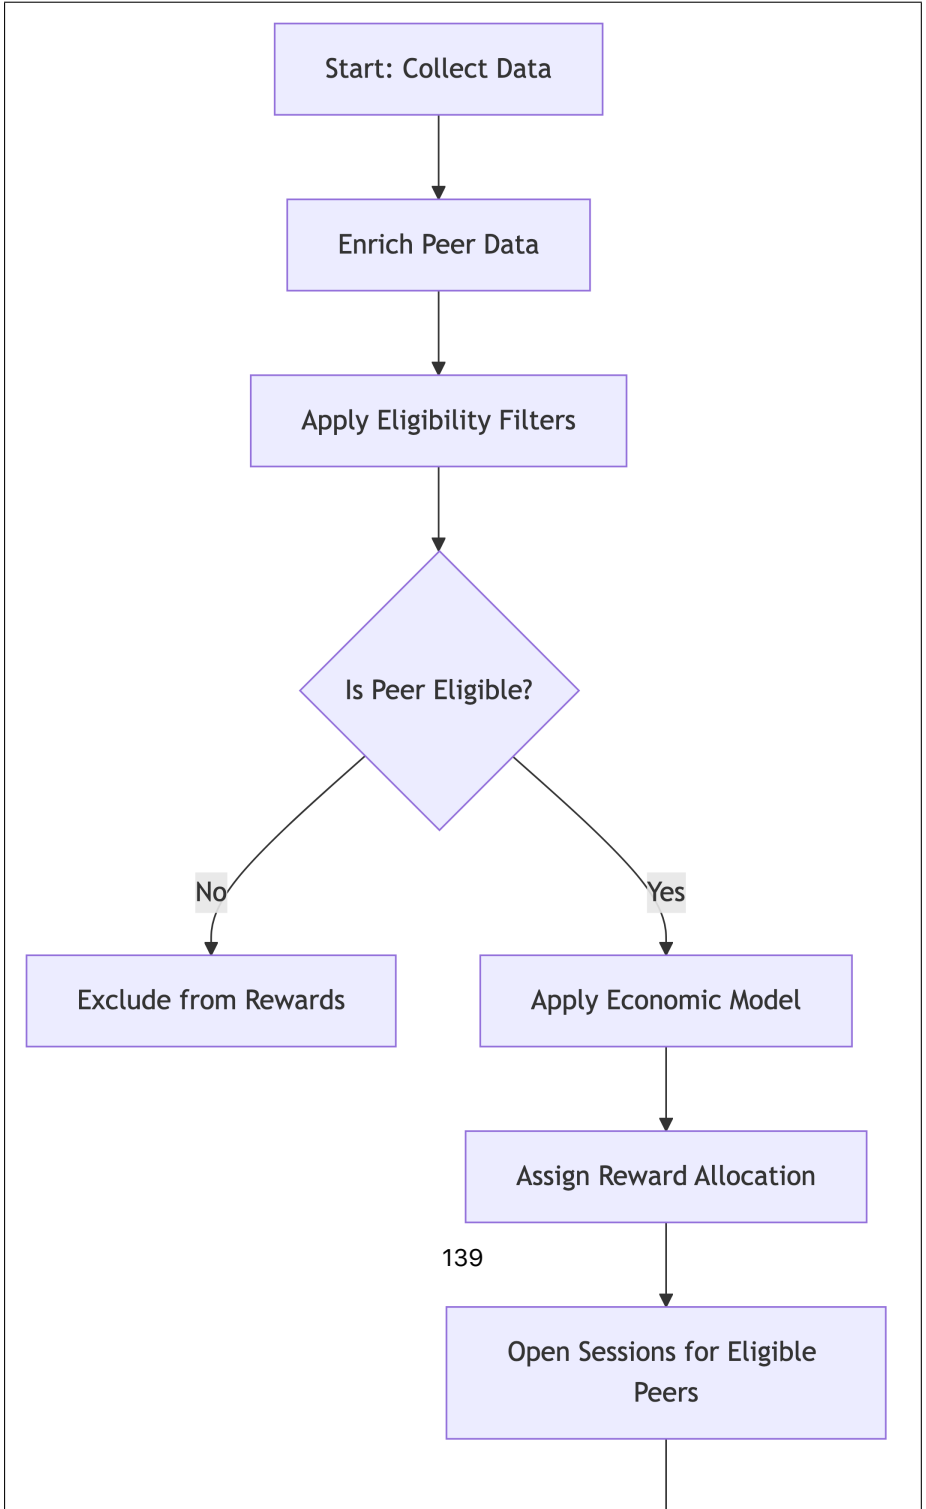 Start: Collect Data
Enrich Peer Data
Apply Eligibility Filters
Is Peer Eligible?
No
Yes
Exclude from Rewards
Apply Economic Model
Assign Reward Allocation
139
Open Sessions for Eligible
Peers